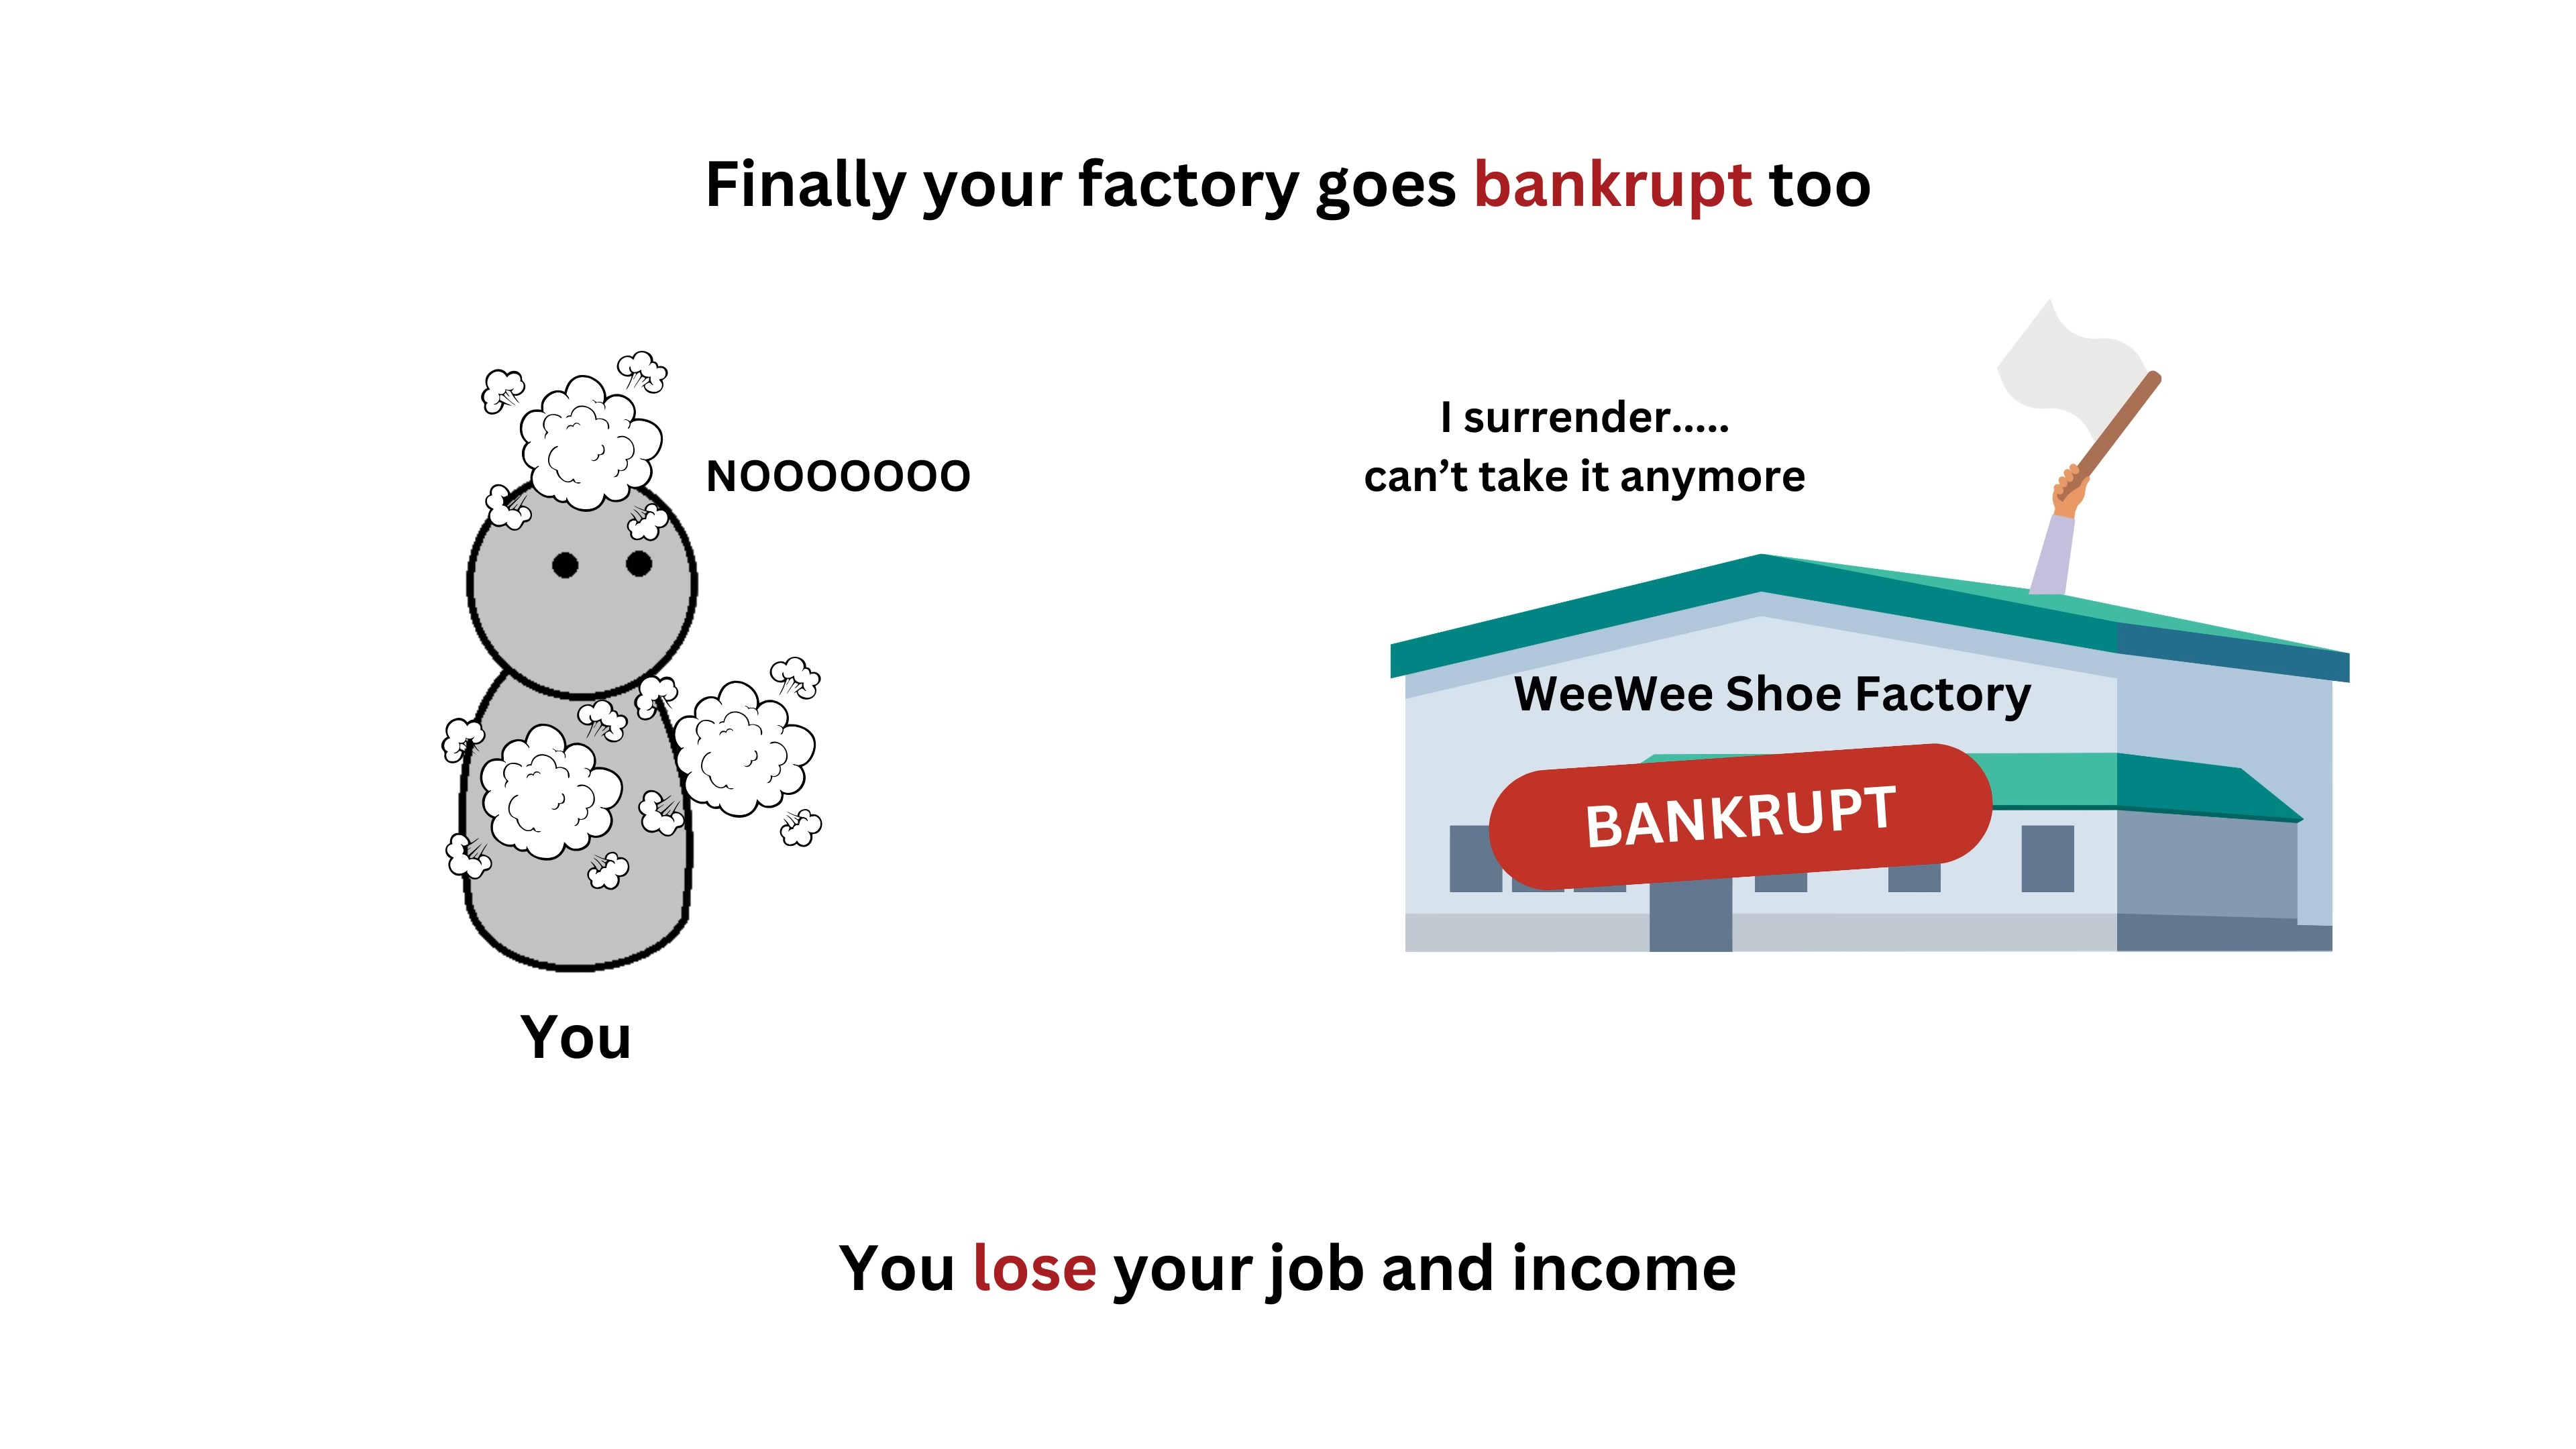 Finally your factory goes bankrupt too
NOOOOOOO
I surrender.....
can’t take it anymore
WeeWee Shoe Factory
BANKRUPT
You
You lose your job and income